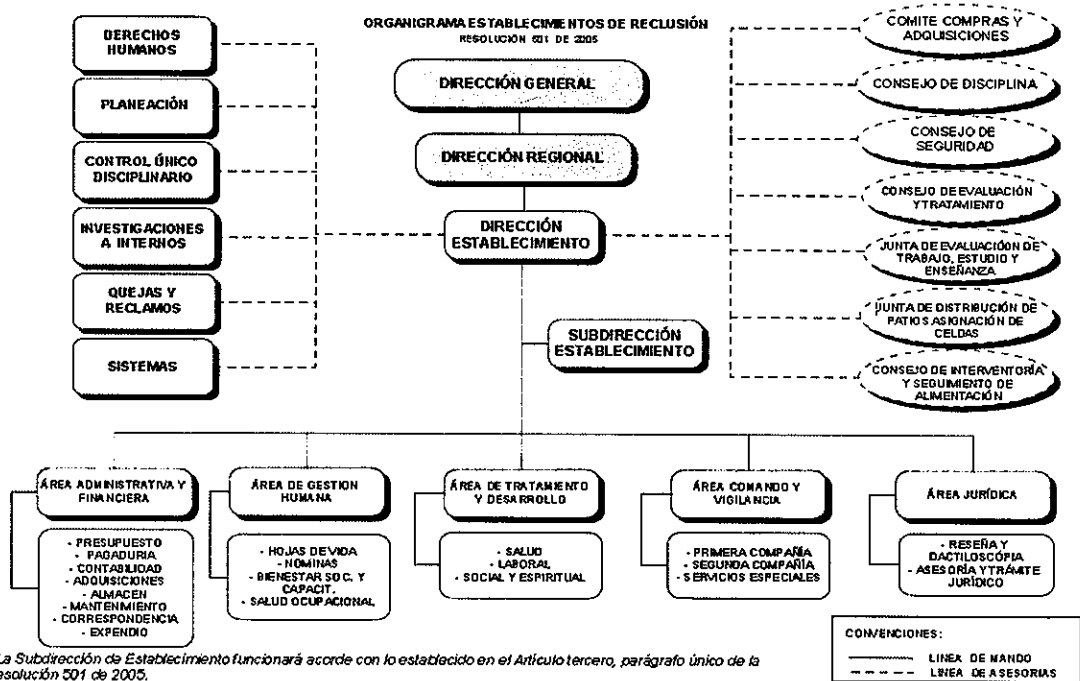 ORGANIGRAMA ESTABLECIMIENTOS DE RECLUSIÓN
RESOLUCIÓN 501 DE 2005
DIRECCIÓN GENERAL
DIRECCIÓN REGIONAL
DIRECCIÓN
ESTABLECIMIENTO
SUBDIRECCIÓN
ESTABLECIMIENTO
DERECHOS
HUMANOS
PLANEACIÓN
CONTROL ÚNICO
DISCIPLINARIO
INVESTIGACIONES
A INTERNOS
QUEJAS Y
RECLAMOS
SISTEMAS
COMITE COMPRAS Y
ADQUISICIONES
CONSEJO DE DISCIPLINA
CONSEJO DE
SEGURIDAD
CONSEJO DE EVALUACIÓN
Y TRATAMIENTO
JUNTA DE EVALUACIÓN DE
TRABAJO, ESTUDIO Y
ENSEÑANZA
JUNTA DE DISTRIBUCIÓN DE
PATIOS ASIGNACIÓN DE
CELDAS
CONSEJO DE INTERVENTORÍA
Y SEGUIMIENTO DE
ALIMENTACIÓN
ÁREA ADMINISTRATIVA Y
FINANCIERA
- PRESUPUESTO
- PAGADURIA
- CONTABILIDAD
- ADQUISICIONES
- ALMACEN
- MANTENIMIENTO
- CORRESPONDENCIA
- EXPENDIO
ÁREA DE GESTION
HUMANA
- HOJAS DE VIDA
- NOMINAS
- BIENESTAR SOC. Y
CAPACIT.
- SALUD OCUPACIONAL
ÁREA DE TRATAMIENTO
Y DESARROLLO
- SALUD
- LABORAL
- SOCIAL Y ESPIRITUAL
ÁREA COMANDO Y
VIGILANCIA
- PRIMERA COMPAÑÍA
- SEGUNDA COMPAÑÍA
- SERVICIOS ESPECIALES
ÁREA JURÍDICA
- RESEÑA Y
DACTILOSCÓPIA
- ASESORÍA Y TRÁMITE
JURÍDICO
La Subdirección de Establecimiento funcionará acorde con lo establecido en el Artículo tercero, parágrafo único de la
esolución 501 de 2005.
CONVENCIONES:
LINEA DE MANDO
LINEA DE ASESORIAS